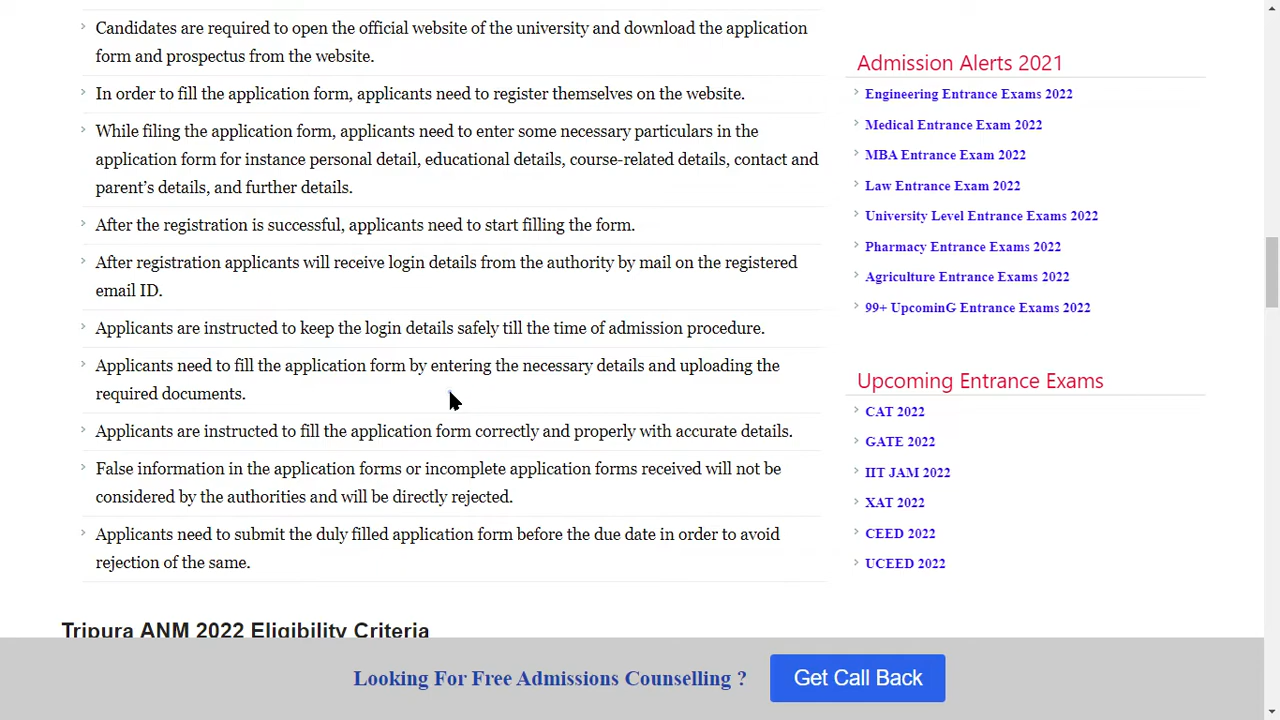 Candidates are required to open the official website of the university and download the application
form and prospectus from the website.
In order to fill the application form, applicants need to register themselves on the website.
While filing the application form, applicants need to enter some necessary particulars in the
application form for instance personal detail, educational details, course-related details, contact and
parent’s details, and further details.
After the registration is successful, applicants need to start filling the form.
After registration applicants will receive login details from the authority by mail on the registered
email ID.
Applicants are instructed to keep the login details safely till the time of admission procedure.
Applicants need to fill the application form by entering the necessary details and uploading the
required documents.
Applicants are instructed to fill the application form correctly and properly with accurate details.
False information in the application forms or incomplete application forms received will not be
considered by the authorities and will be directly rejected.
Applicants need to submit the duly filled application form before the due date in order to avoid
rejection of the same.
Tripura ANM 2022 Eligibility Criteria
Admission Alerts 2021
Engineering Entrance Exams 2022
Medical Entrance Exam 2022
MBA Entrance Exam 2022
Law Entrance Exam 2022
University Level Entrance Exams 2022
Pharmacy Entrance Exams 2022
Agriculture Entrance Exams 2022
99+ UpcominG Entrance Exams 2022
Upcoming Entrance Exams
CAT 2022
GATE 2022
IIT JAM 2022
XAT 2022
CEED 2022
UCEED 2022
Looking For Free Admissions Counselling ?
Get Call Back